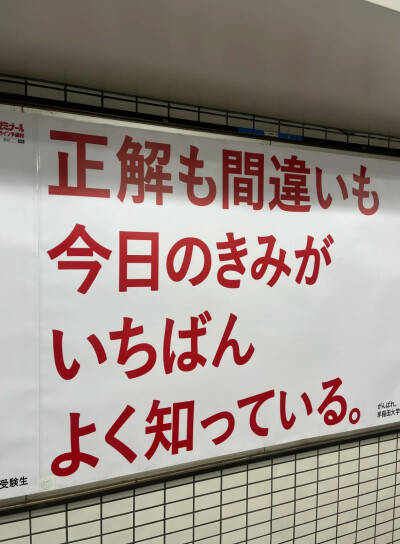 正解も間違いも
今日のきみが
いちばん
よく知っている。
がんばれ、
早稲田大学
受験生